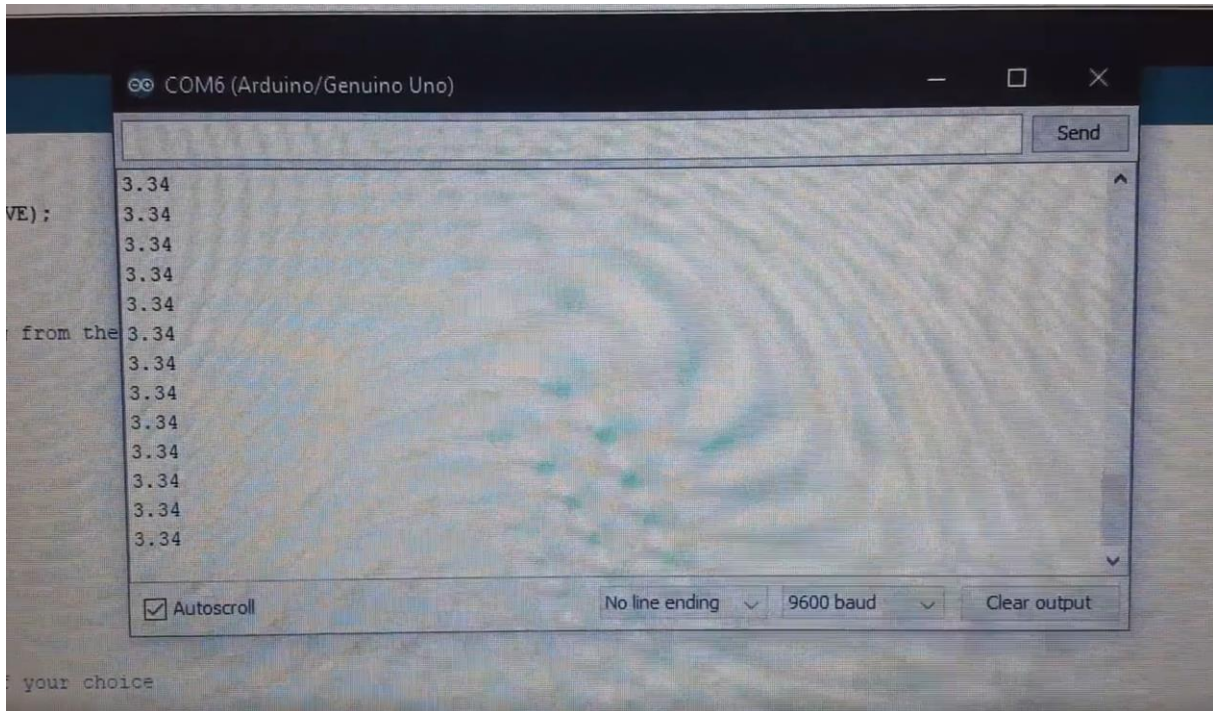 COM6 (Arduino/Genuino Uno)
Send
3.34
VE);
3.34
3.34
3.34
3.34
from the
3.34
3.34
3.34
3.34
3.34
3.34
3.34
3.34
Autoscroll
No line ending
9600 baud
Clear output
your choice